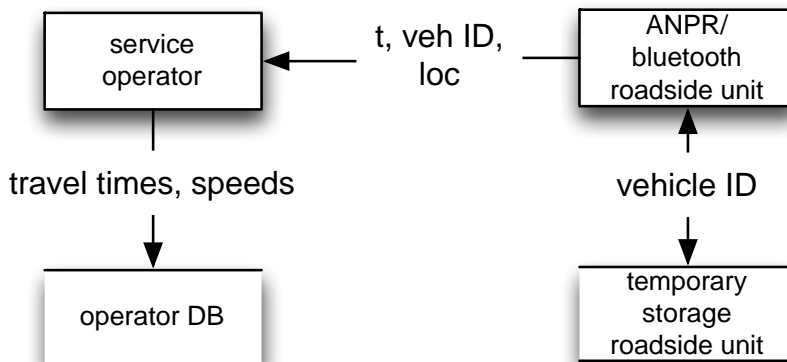 service
operator
t, veh ID,
loc
ANPR/
bluetooth
roadside unit
travel times, speeds
vehicle ID
operator DB
temporary
storage
roadside unit